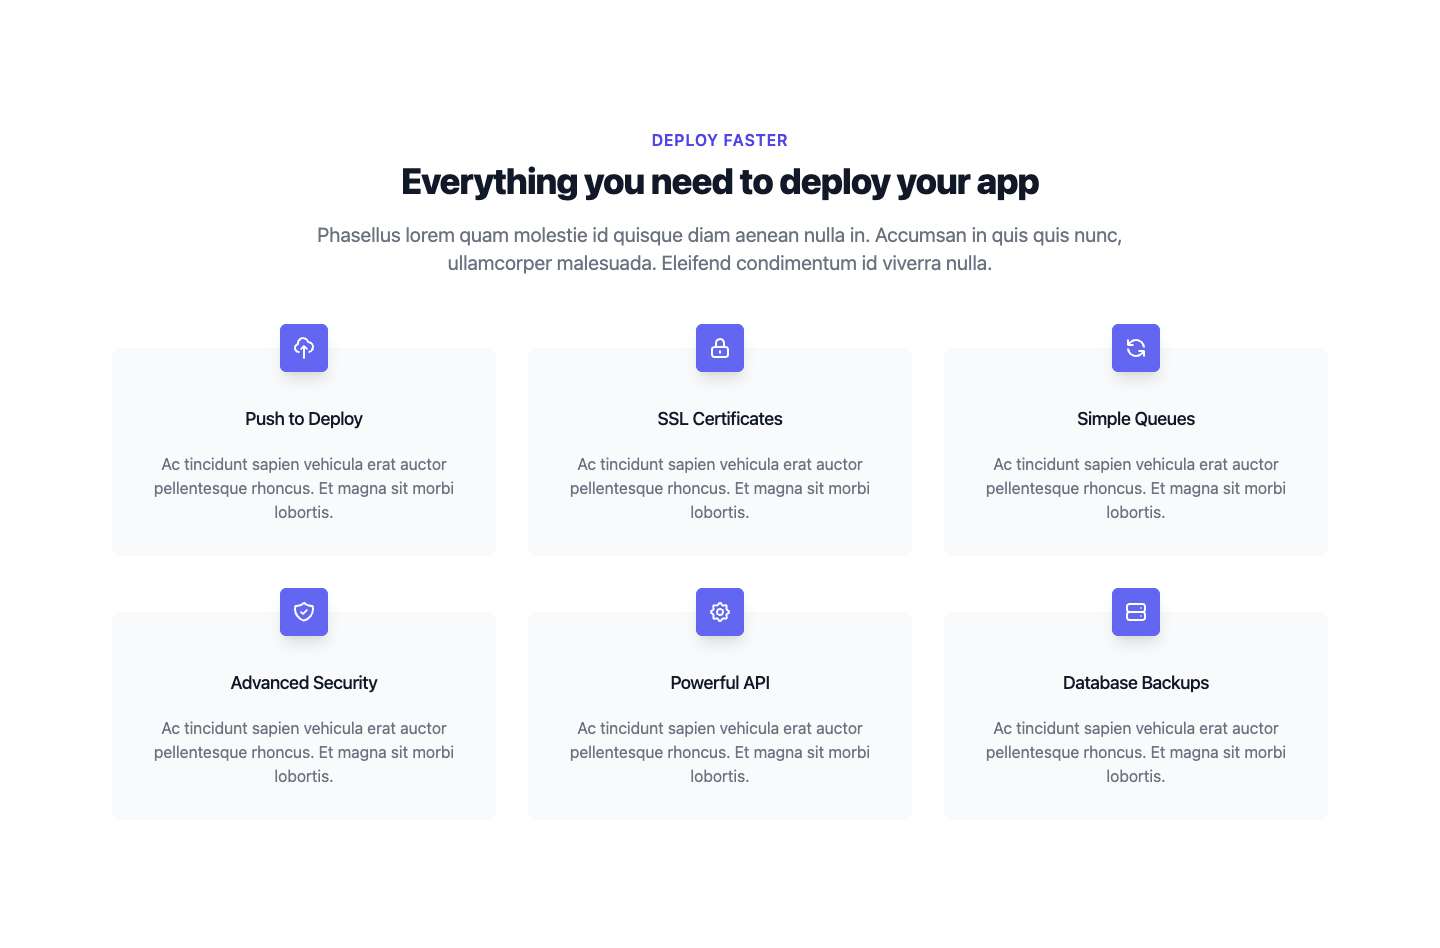 DEPLOY FASTER
Everything you need to deploy your app
Phasellus lorem quam molestie id quisque diam aenean nulla in. Accumsan in quis quis nunc,
ullamcorper malesuada. Eleifend condimentum id viverra nulla.
Push to Deploy
Ac tincidunt sapien vehicula erat auctor
pellentesque rhoncus. Et magna sit morbi
lobortis.
SSL Certificates
Ac tincidunt sapien vehicula erat auctor
pellentesque rhoncus. Et magna sit morbi
lobortis.
Simple Queues
Ac tincidunt sapien vehicula erat auctor
pellentesque rhoncus. Et magna sit morbi
lobortis.
Advanced Security
Ac tincidunt sapien vehicula erat auctor
pellentesque rhoncus. Et magna sit morbi
lobortis.
Powerful API
Ac tincidunt sapien vehicula erat auctor
pellentesque rhoncus. Et magna sit morbi
lobortis.
Database Backups
Ac tincidunt sapien vehicula erat auctor
pellentesque rhoncus. Et magna sit morbi
lobortis.